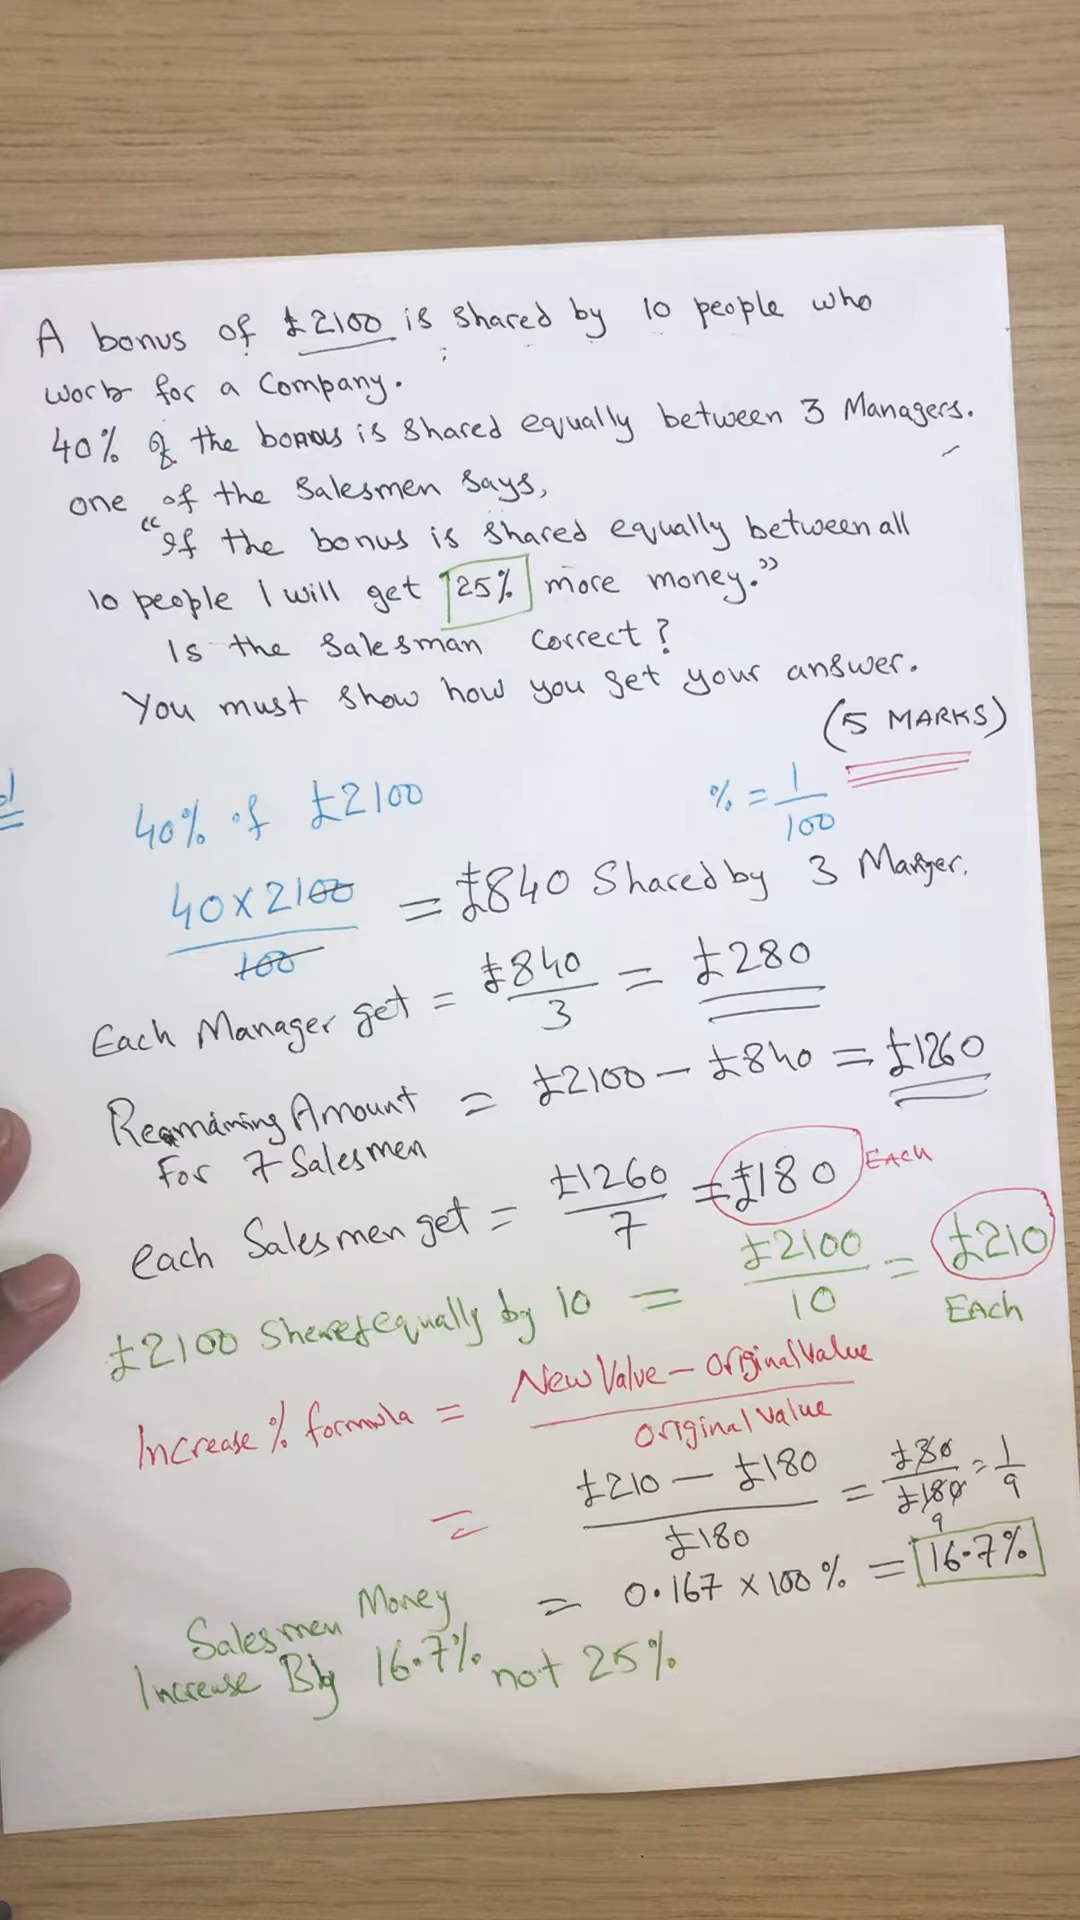 A bonus of £2100 is shared by 10 people who
work for a Company.
40% of the bonus is shared equally between 3 Managers.
one of the Salesmen says,
"If the bonus is shared equally between all
10 people I will get 25% more money."
Is the Salesman correct?
You must show how you get your answer.
(5 MARKS)
40% of £2100
% = 1/100
40 x 2100 / 100 = £840 Shared by 3 Manger.
Each Manager get = £840/3 = £280
Remaining Amount = £2100 - £840 = £1260
For 7 Salesmen
each Salesmen get = £1260/7 = £180 EACH
£2100 Shared equally by 10 = £2100/10 = £210
EACH
Increase % formula = New Value - Original Value / Original Value
= £210 - £180 / £180 = £30/£180 = 1/9
9
= 0.167 x 100% = 16.7%
Salesmen Money
Increase By 16.7% not 25%